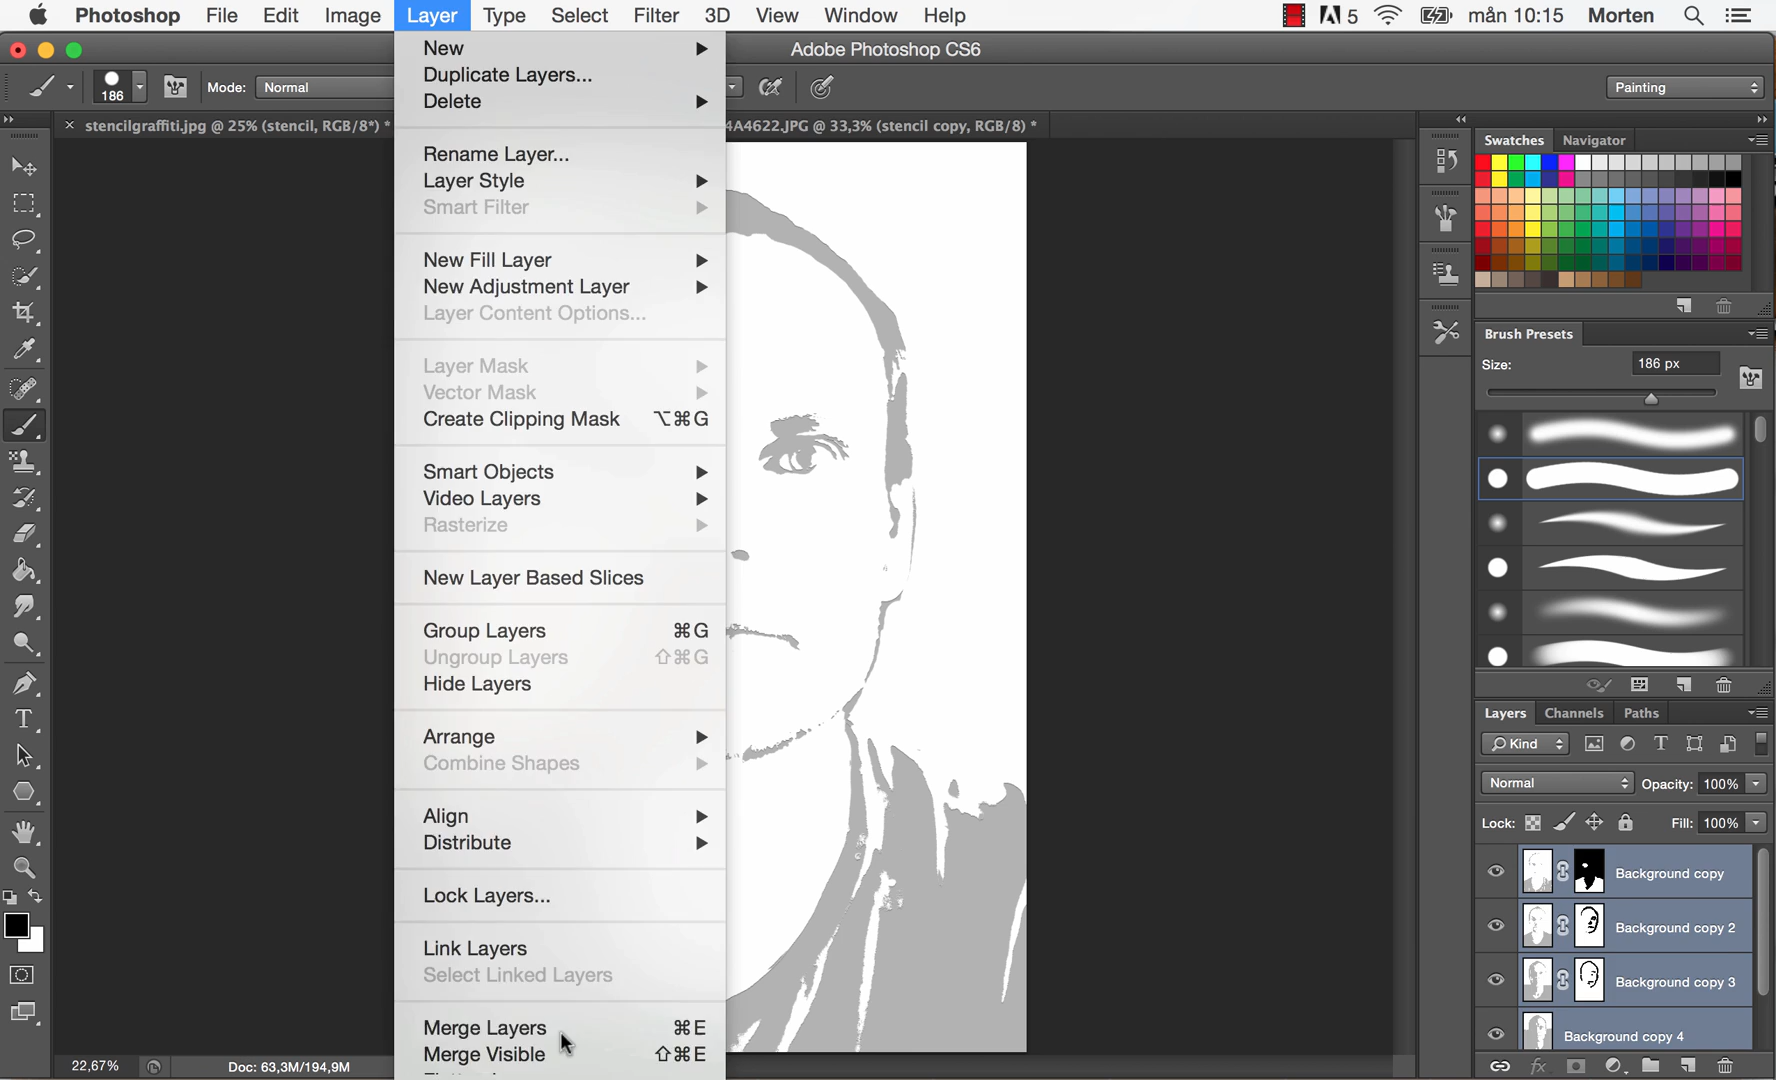 Photoshop File Edit Image Layer Type Select Filter 3D View Window Help 5 mån 10:15 Morten
Adobe Photoshop CS6
186 Mode: Normal Painting
stencilgraffiti.jpg @ 25% (stencil, RGB/8*) * 4A4622.JPG @ 33,3% (stencil copy, RGB/8) *
New
Duplicate Layers...
Delete
Rename Layer...
Layer Style
Smart Filter
New Fill Layer
New Adjustment Layer
Layer Content Options...
Layer Mask
Vector Mask
Create Clipping Mask ⌥⌘G
Smart Objects
Video Layers
Rasterize
New Layer Based Slices
Group Layers ⌘G
Ungroup Layers ⇧⌘G
Hide Layers
Arrange
Combine Shapes
Align
Distribute
Lock Layers...
Link Layers
Select Linked Layers
Merge Layers ⌘E
Merge Visible ⇧⌘E
Swatches Navigator
Brush Presets
Size: 186 px
Layers Channels Paths
Kind
Normal Opacity: 100%
Lock: Fill: 100%
Background copy
Background copy 2
Background copy 3
Background copy 4
22,67% Doc: 63,3M/194,9M